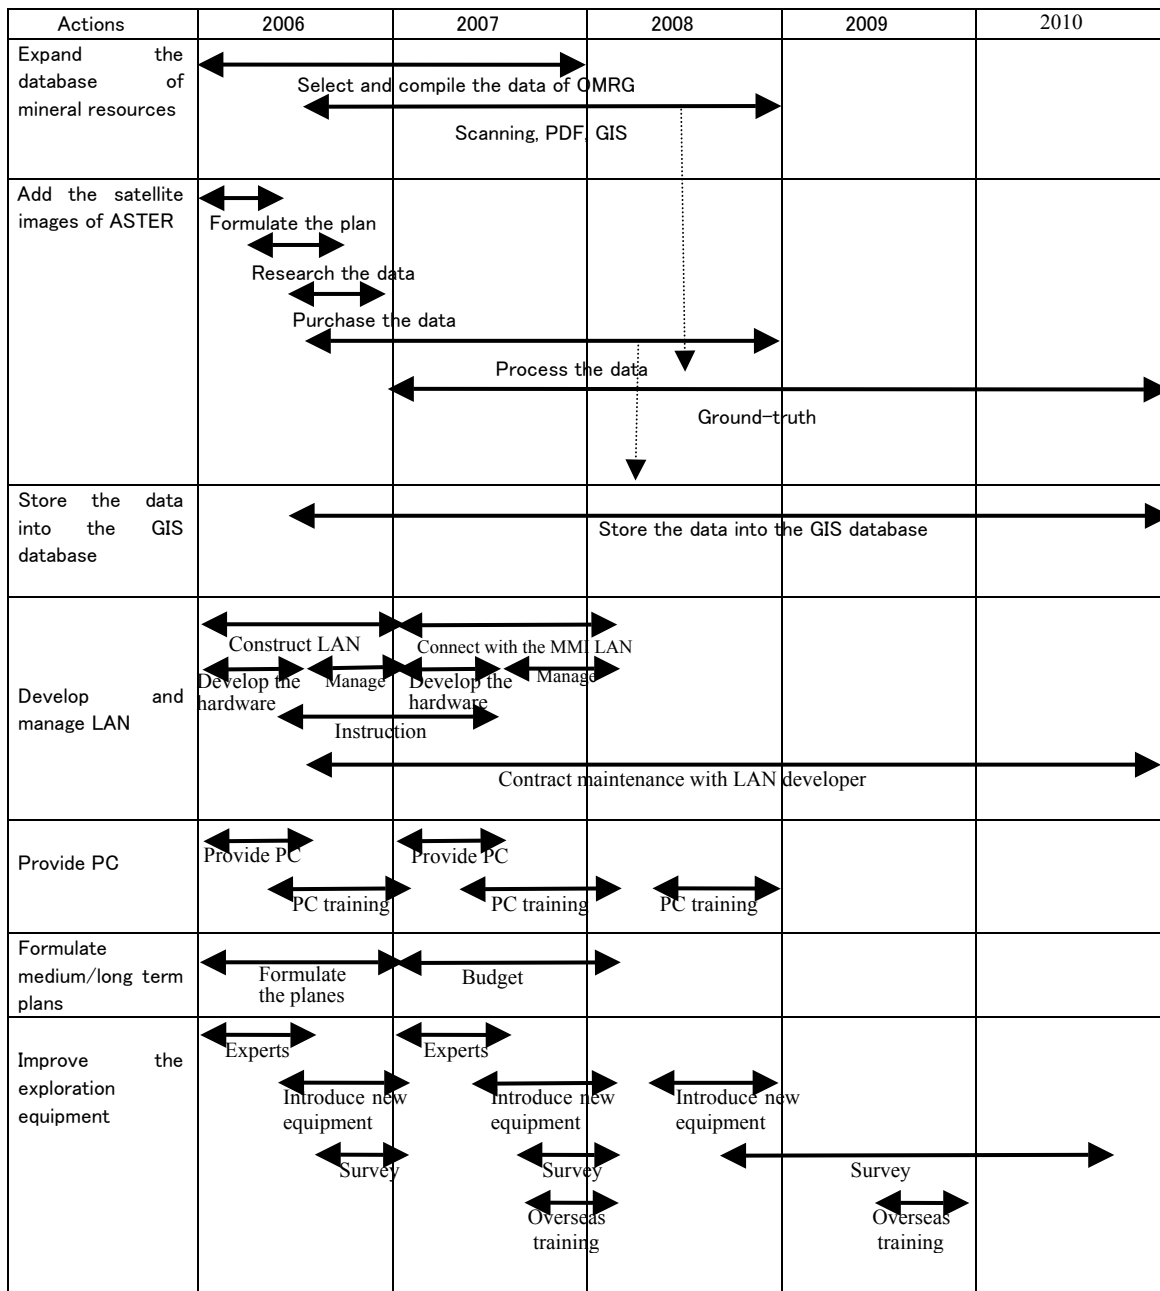 Actions 2006 2007 2008 2009 2010
Expand the
database of
mineral resources
Select and compile the data of OMRG
Scanning, PDF, GIS
Add the satellite
images of ASTER
Formulate the plan
Research the data
Purchase the data
Process the data
Ground-truth
Store the data
into the GIS
database
Store the data into the GIS database
Develop and
manage LAN
Construct LAN
Connect with the MMI LAN
Develop the
hardware
Manage
Develop the
hardware
Manage
Instruction
Contract maintenance with LAN developer
Provide PC
Provide PC
Provide PC
PC training
PC training
PC training
Formulate
medium/long term
plans
Formulate
the planes
Budget
Improve the
exploration
equipment
Experts
Experts
Introduce new
equipment
Introduce new
equipment
Introduce new
equipment
Survey
Survey
Survey
Overseas
training
Overseas
training